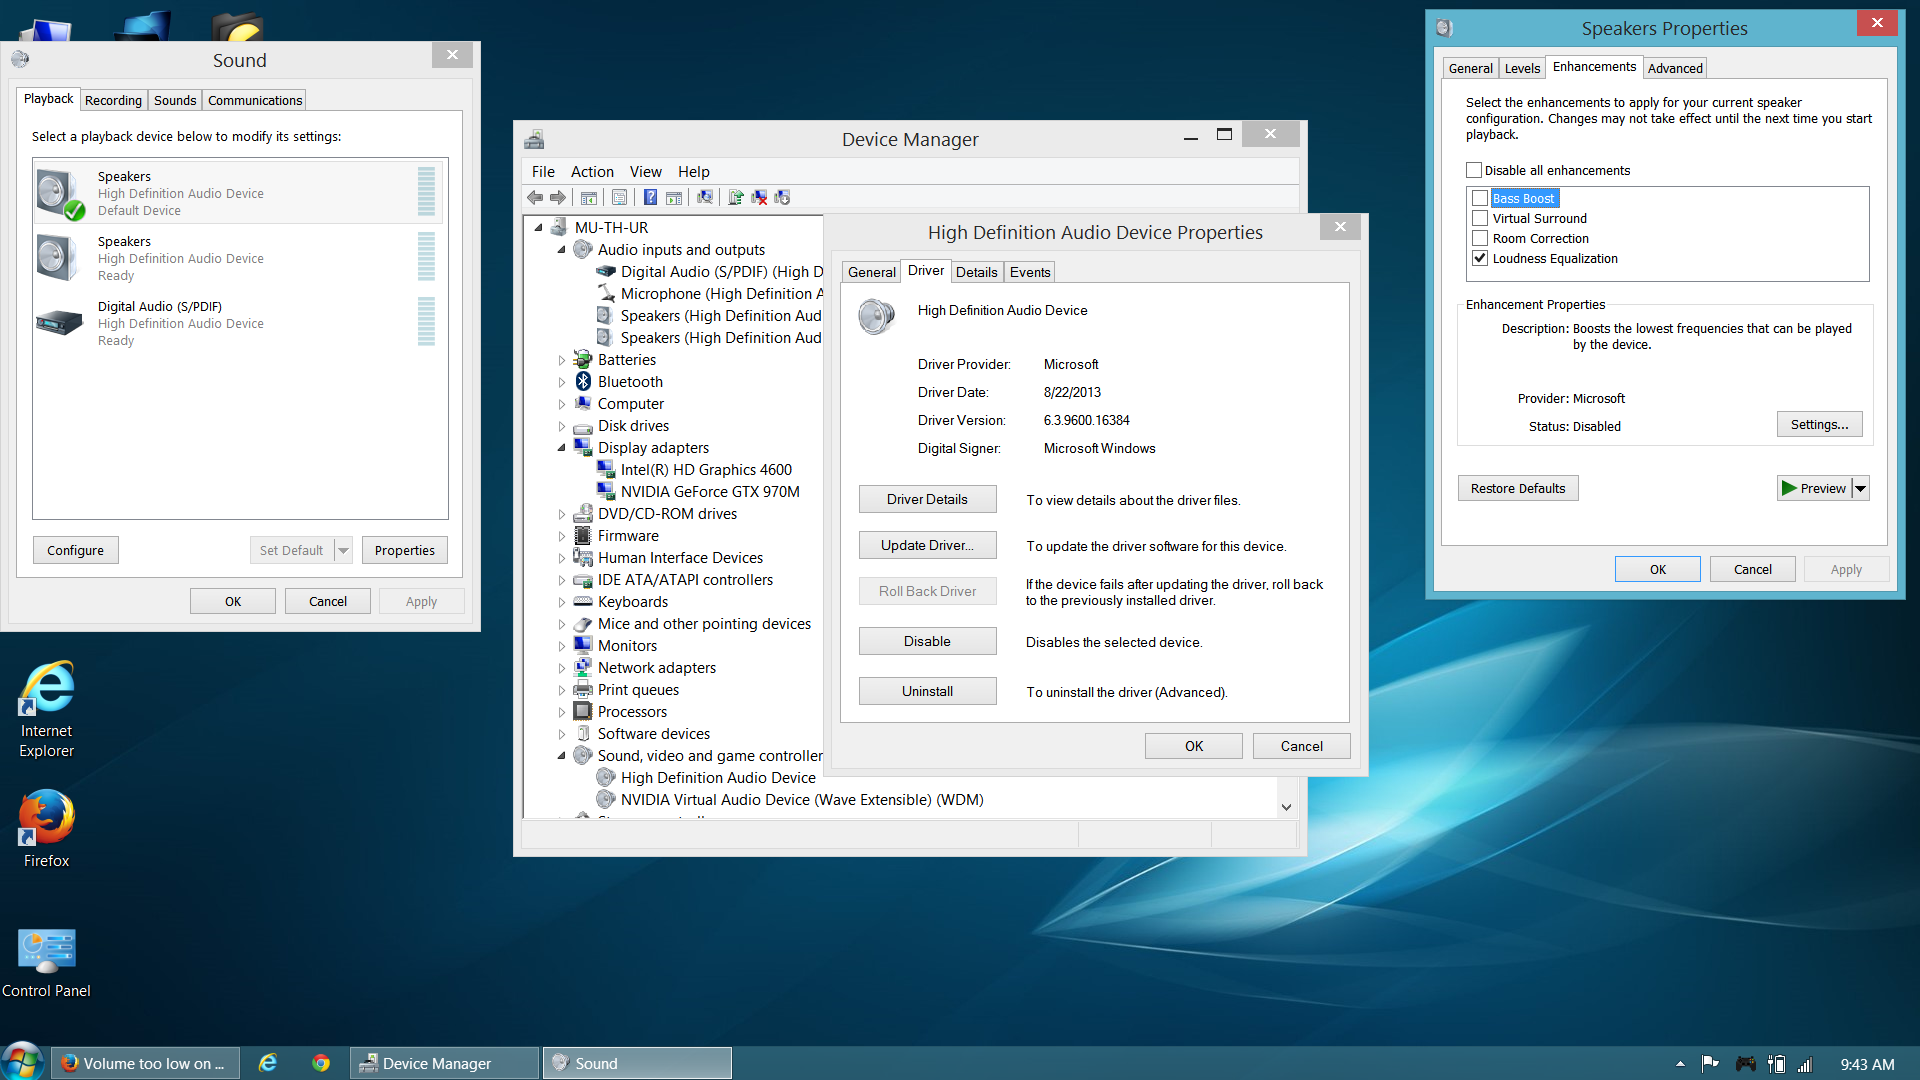 Sound
Playback
Recording
Sounds
Communications
Select a playback device below to modify its settings:
Speakers
High Definition Audio Device
Default Device
Speakers
High Definition Audio Device
Ready
Digital Audio (S/PDIF)
High Definition Audio Device
Ready
Configure
Set Default
Properties
OK
Cancel
Apply
Internet
Explorer
Firefox
Control Panel
Device Manager
File
Action
View
Help
MU-TH-UR
Audio inputs and outputs
Digital Audio (S/PDIF) (High D
Microphone (High Definition A
Speakers (High Definition Aud
Speakers (High Definition Aud
Batteries
Bluetooth
Computer
Disk drives
Display adapters
Intel(R) HD Graphics 4600
NVIDIA GeForce GTX 970M
DVD/CD-ROM drives
Firmware
Human Interface Devices
IDE ATA/ATAPI controllers
Keyboards
Mice and other pointing devices
Monitors
Network adapters
Print queues
Processors
Software devices
Sound, video and game controller
High Definition Audio Device
NVIDIA Virtual Audio Device (Wave Extensible) (WDM)
High Definition Audio Device Properties
General
Driver
Details
Events
High Definition Audio Device
Driver Provider: Microsoft
Driver Date: 8/22/2013
Driver Version: 6.3.9600.16384
Digital Signer: Microsoft Windows
Driver Details
To view details about the driver files.
Update Driver...
To update the driver software for this device.
Roll Back Driver
If the device fails after updating the driver, roll back
to the previously installed driver.
Disable
Disables the selected device.
Uninstall
To uninstall the driver (Advanced).
OK
Cancel
Speakers Properties
General
Levels
Enhancements
Advanced
Select the enhancements to apply for your current speaker
configuration. Changes may not take effect until the next time you start
playback.
Disable all enhancements
Bass Boost
Virtual Surround
Room Correction
Loudness Equalization
Enhancement Properties
Description: Boosts the lowest frequencies that can be played
by the device.
Provider: Microsoft
Status: Disabled
Settings...
Restore Defaults
Preview
OK
Cancel
Apply
Volume too low on ...
Device Manager
Sound
9:43 AM